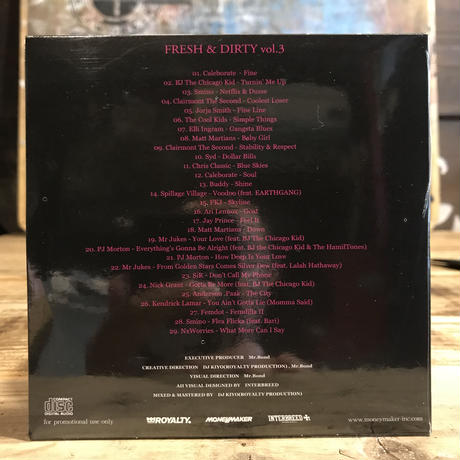 FRESH & DIRTY vol.3
01. Caleborate - Fine
02. BJ The Chicago Kid - Turnin' Me Up
03. Smino - Netflix & Dusse
04. Clairmont The Second - Coolest Loser
05. Jorja Smith - Fine Line
06. The Cool Kids - Simple Things
07. Elli Ingram - Gangsta Blues
08. Matt Martians - Baby Girl
09. Clairmont The Second - Stability & Respect
10. Syd - Dollar Bills
11. Chris Classic - Blue Skies
12. Caleborate - Soul
13. Buddy - Shine
14. Spillage Village - Voodoo (feat. EARTHGANG)
15. FKJ - Skyline
16. Ari Lennox - Goat
17. Jay Prince - Feel It
18. Matt Martians - Down
19. Mr Jukes - Your Love (feat. BJ The Chicago Kid)
20. PJ Morton - Everything's Gonna Be Alright (feat. BJ the Chicago Kid & The HamilTones)
21. PJ Morton - How Deep Is Your Love
22. Mr Jukes - From Golden Stars Comes Silver Dew (feat. Lalah Hathaway)
23. SiR - Don't Call My Phone
24. Nick Grant - Gotta Be More (feat. BJ The Chicago Kid)
25. Anderson .Paak - The City
26. Kendrick Lamar - You Ain't Gotta Lie (Momma Said)
27. Femdot - Femdilla II
28. Smino - Flea Flicka (feat. Bari)
29. NxWorries - What More Can I Say
EXECUTIVE PRODUCER Mr.Bond
CREATIVE DIRECTION DJ KIYO(ROYALTY PRODUCTION) , Mr.Bond
VISUAL DIRECTION Mr.Bond
All VISUAL DESIGNED BY INTERBREED
MIXED & MASTERED BY DJ KIYO(ROYALTY PRODUCTION)
COMPACT
disc
DIGITAL AUDIO
for promotional use only
ROYALTY.
MONEYMAKER
INTERBREED
www.moneymaker-inc.com